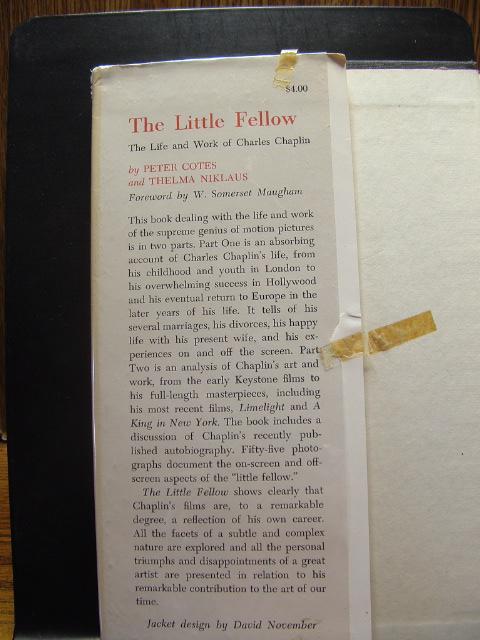 $4.00
The Little Fellow
The Life and Work of Charles Chaplin
by PETER COTES
and THELMA NIKLAUS
Foreword by W. Somerset Maugham
This book dealing with the life and work
of the supreme genius of motion pictures
is in two parts. Part One is an absorbing
account of Charles Chaplin's life, from
his childhood and youth in London to
his overwhelming success in Hollywood
and his eventual return to Europe in the
later years of his life. It tells of his
several marriages, his divorces, his happy
life with his present wife, and his ex-
periences on and off the screen. Part
Two is an analysis of Chaplin's art and
work, from the early Keystone films to
his full-length masterpieces, including
his most recent films, Limelight and A
King in New York. The book includes a
discussion of Chaplin's recently pub-
lished autobiography. Fifty-five photo-
graphs document the on-screen and off-
screen aspects of the "little fellow."
The Little Fellow shows clearly that
Chaplin's films are, to a remarkable
degree, a reflection of his own career.
All the facets of a subtle and complex
nature are explored and all the personal
triumphs and disappointments of a great
artist are presented in relation to his
remarkable contribution to the art of our
time.
Jacket design by David November